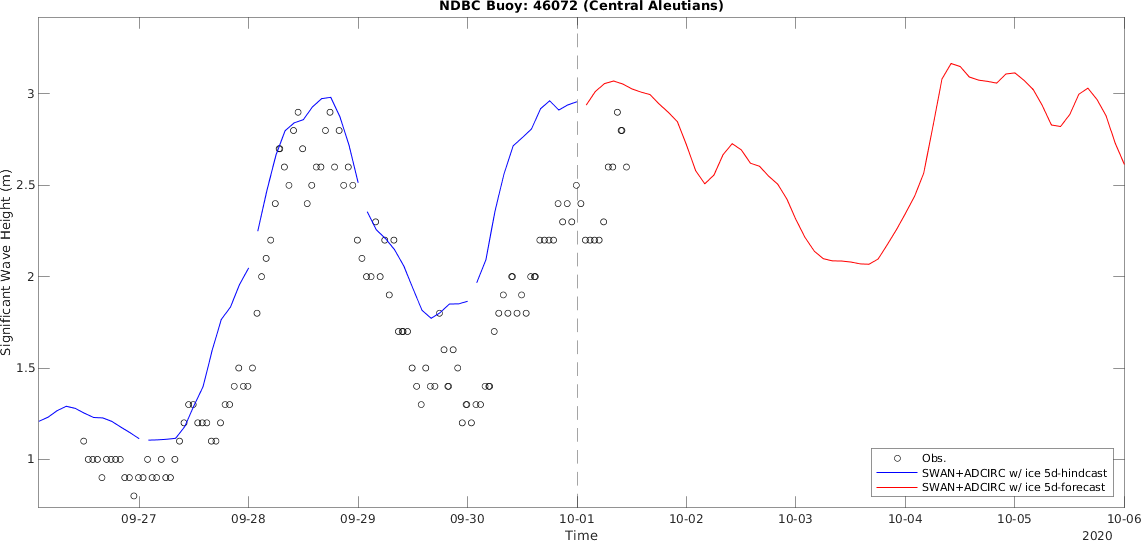 NDBC Buoy: 46072 (Central Aleutians)
Significant Wave Height (m)
3
2.5
2
1.5
1
Obs.
SWAN+ADCIRC w/ ice 5d-hindcast
SWAN+ADCIRC w/ ice 5d-forecast
09-27 09-28 09-29 09-30 10-01 10-02 10-03 10-04 10-05 10-06
Time
2020